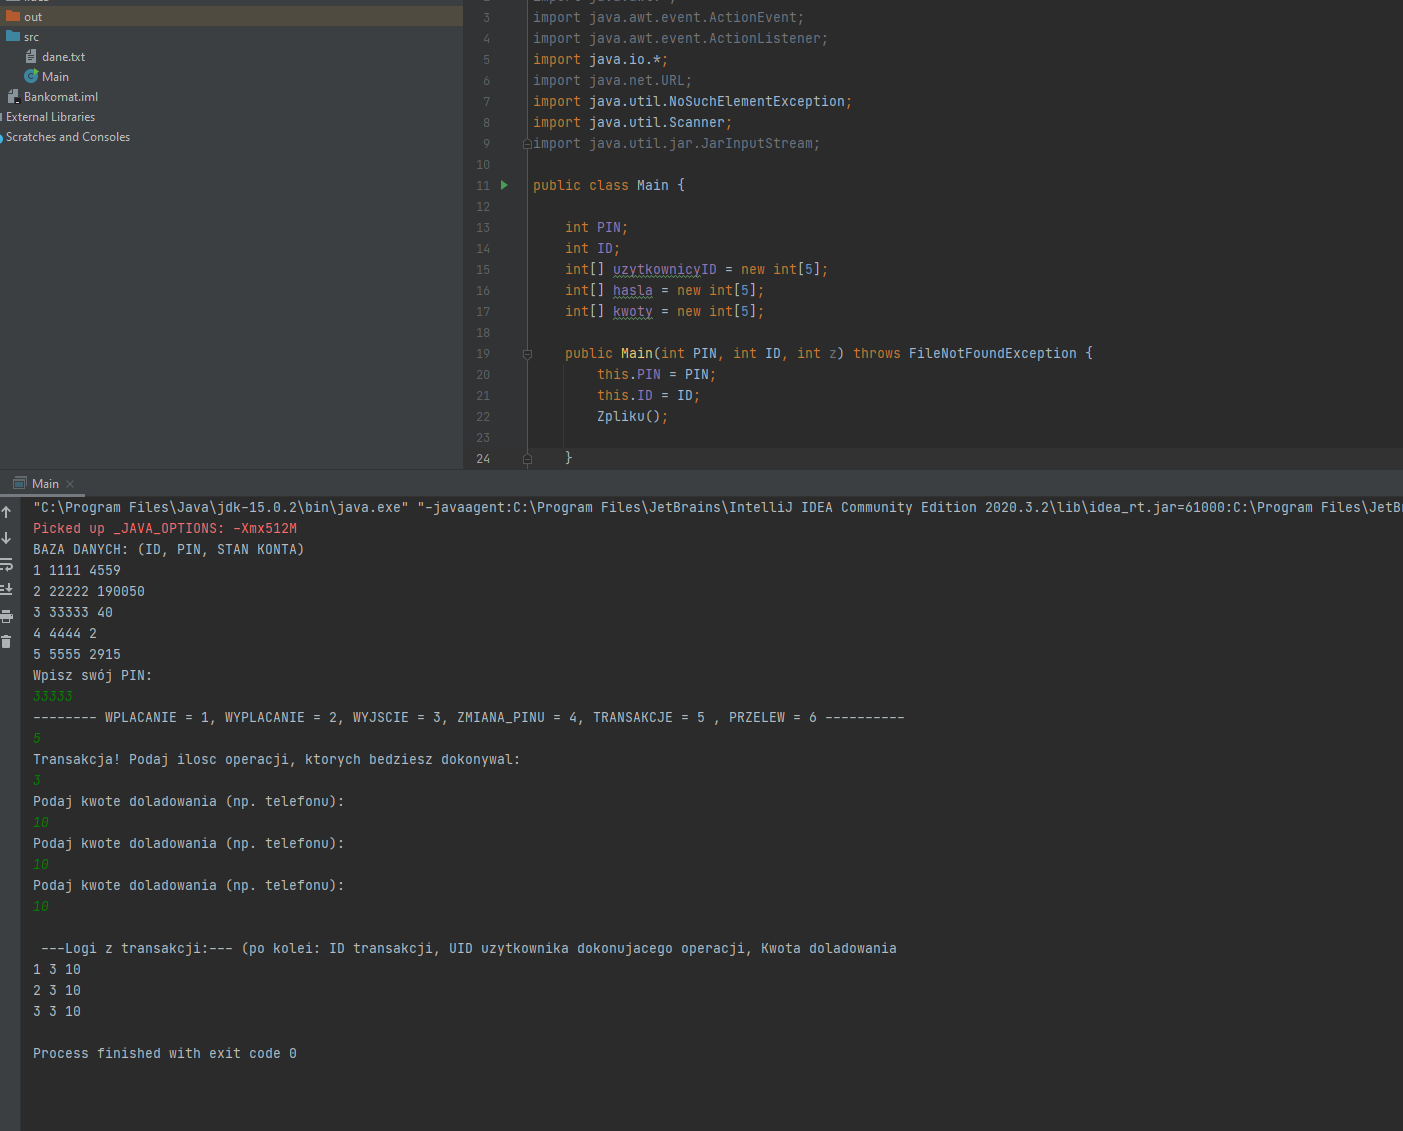 out
src
dane.txt
Main
Bankomat.iml
External Libraries
Scratches and Consoles
3 import java.awt.event.ActionEvent;
4 import java.awt.event.ActionListener;
5 import java.io.*;
6 import java.net.URL;
7 import java.util.NoSuchElementException;
8 import java.util.Scanner;
9 import java.util.jar.JarInputStream;
10
11 public class Main {
12
13 int PIN;
14 int ID;
15 int[] uzytkownicyID = new int[5];
16 int[] hasla = new int[5];
17 int[] kwoty = new int[5];
18
19 public Main(int PIN, int ID, int z) throws FileNotFoundException {
20 this.PIN = PIN;
21 this.ID = ID;
22 Zpliku();
23
24 }
Main
"C:\Program Files\Java\jdk-15.0.2\bin\java.exe" "-javaagent:C:\Program Files\JetBrains\IntelliJ IDEA Community Edition 2020.3.2\lib\idea_rt.jar=61000:C:\Program Files\JetBr
Picked up _JAVA_OPTIONS: -Xmx512M
BAZA DANYCH: (ID, PIN, STAN KONTA)
1 1111 4559
2 22222 190050
3 33333 40
4 4444 2
5 5555 2915
Wpisz swój PIN:
33333
-------- WPLACANIE = 1, WYPLACANIE = 2, WYJSCIE = 3, ZMIANA_PINU = 4, TRANSAKCJE = 5 , PRZELEW = 6 ----------
5
Transakcja! Podaj ilosc operacji, ktorych bedziesz dokonywal:
3
Podaj kwote doladowania (np. telefonu):
10
Podaj kwote doladowania (np. telefonu):
10
Podaj kwote doladowania (np. telefonu):
10
---Logi z transakcji:--- (po kolei: ID transakcji, UID uzytkownika dokonujacego operacji, Kwota doladowania
1 3 10
2 3 10
3 3 10
Process finished with exit code 0